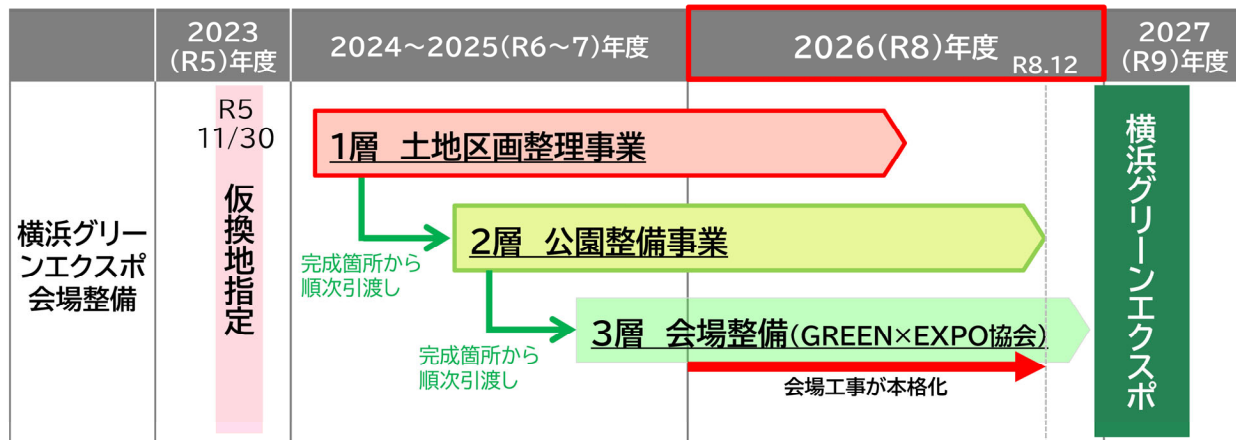 2023
(R5)年度
2024～2025(R6～7)年度
2026(R8)年度
R8.12
2027
(R9)年度
横浜グリー
ンエクスポ
会場整備
R5
11/30
仮換地指定
1層　土地区画整理事業
完成箇所から
順次引渡し
2層　公園整備事業
完成箇所から
順次引渡し
3層　会場整備(GREEN×EXPO協会)
会場工事が本格化
横浜グリーンエクスポ